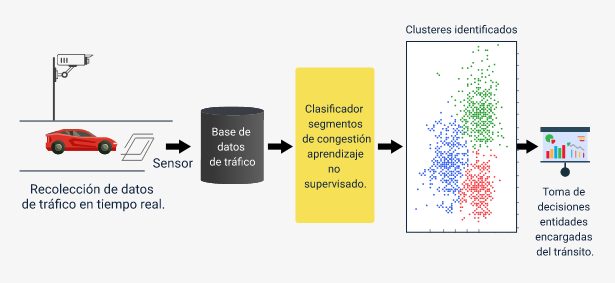 Clusteres identificados
Sensor
Recolección de datos
de tráfico en tiempo real.
Base de
datos
de tráfico
Clasificador
segmentos
de congestión
aprendizaje
no
supervisado.
Toma de
decisiones
entidades
encargadas
del tránsito.